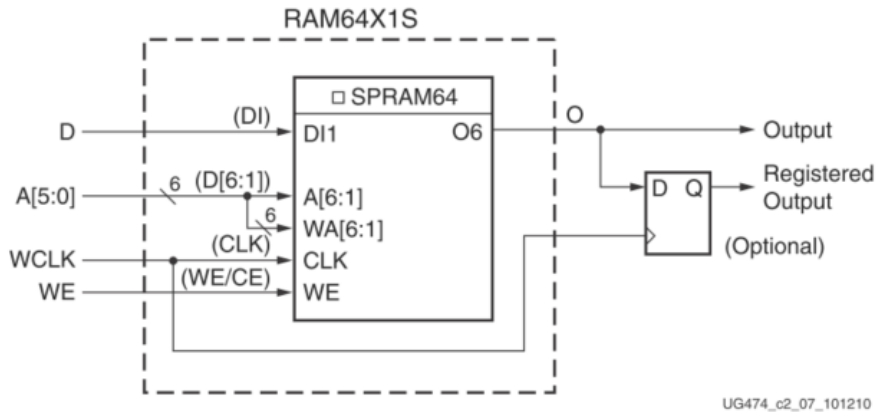 RAM64X1S
□ SPRAM64
D
(DI)
DI1
O6
O
Output
A[5:0]
6
(D[6:1])
A[6:1]
6
WA[6:1]
D Q
Registered
Output
(Optional)
WCLK
(CLK)
CLK
WE
(WE/CE)
WE
UG474_c2_07_101210